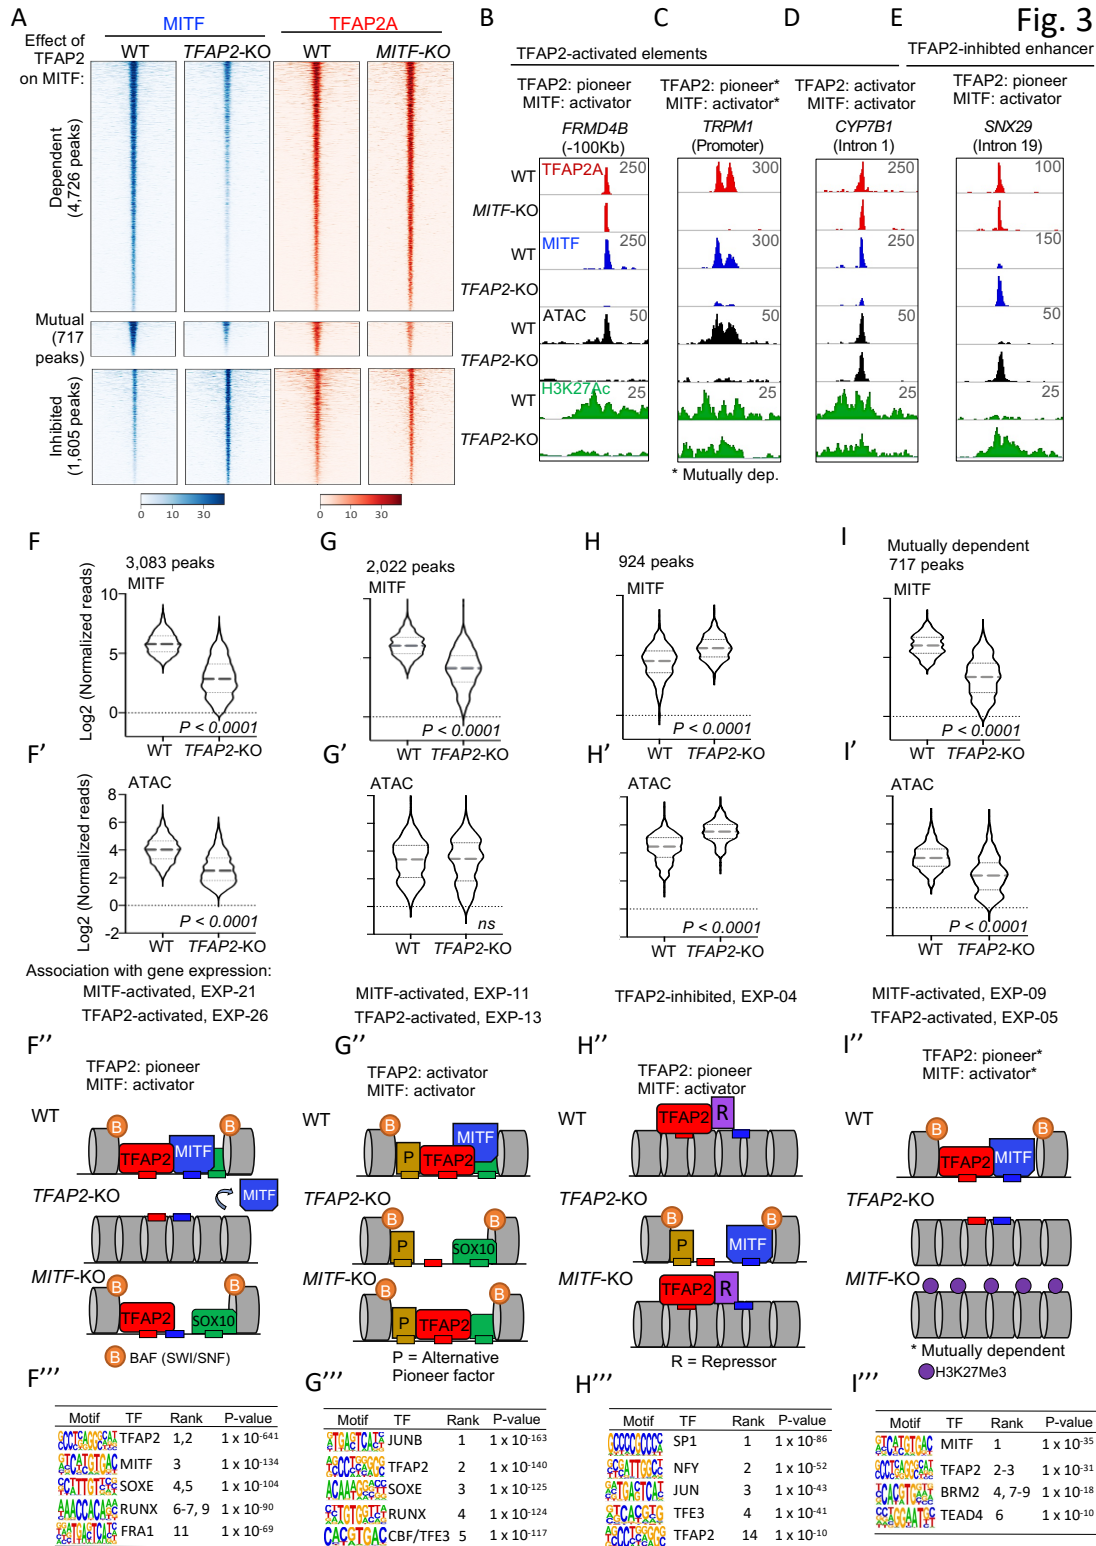 A
B
C
D
E
Fig. 3
MITF
TFAP2A
Effect of
TFAP2
on MITF:
WT
TFAP2-KO
WT
MITF-KO
Dependent
(4,726 peaks)
Mutual
(717
peaks)
Inhibited
(1,605 peaks)
0 10 30
0 10 30
TFAP2-activated elements
TFAP2-inhibted enhancer
TFAP2: pioneer
MITF: activator
TFAP2: pioneer*
MITF: activator*
TFAP2: activator
MITF: activator
TFAP2: pioneer
MITF: activator
FRMD4B
(-100Kb)
TRPM1
(Promoter)
CYP7B1
(Intron 1)
SNX29
(Intron 19)
WT TFAP2A 250 WT 300 WT 250 WT 100
MITF-KO
WT MITF 250 WT 300 WT 250 WT 150
TFAP2-KO
WT ATAC 50 WT 50 WT 50 WT 50
TFAP2-KO
H3K27Ac
WT 25 WT 25 WT 25 WT 25
TFAP2-KO
* Mutually dep.
F
G
H
I
3,083 peaks
MITF
2,022 peaks
MITF
924 peaks
MITF
Mutually dependent
717 peaks
MITF
Log2 (Normalized reads)
10
5
0
P < 0.0001
P < 0.0001
P < 0.0001
P < 0.0001
WT TFAP2-KO
WT TFAP2-KO
WT TFAP2-KO
WT TFAP2-KO
F'
G'
H'
I'
ATAC
ATAC
ATAC
ATAC
Log2 (Normalized reads)
8
6
4
2
0
-2
P < 0.0001
ns
P < 0.0001
P < 0.0001
WT TFAP2-KO
WT TFAP2-KO
WT TFAP2-KO
WT TFAP2-KO
Association with gene expression:
MITF-activated, EXP-21
TFAP2-activated, EXP-26
MITF-activated, EXP-11
TFAP2-activated, EXP-13
TFAP2-inhibited, EXP-04
MITF-activated, EXP-09
TFAP2-activated, EXP-05
F''
G''
H''
I''
TFAP2: pioneer
MITF: activator
TFAP2: activator
MITF: activator
TFAP2: pioneer
MITF: activator
TFAP2: pioneer*
MITF: activator*
WT
B B TFAP2 MITF
TFAP2-KO
MITF
MITF-KO
B B TFAP2 SOX10
B BAF (SWI/SNF)
WT
P TFAP2 MITF
TFAP2-KO
B B P SOX10
MITF-KO
B B P TFAP2
P = Alternative
Pioneer factor
WT
TFAP2 R
TFAP2-KO
B B P MITF
MITF-KO
TFAP2 R
R = Repressor
WT
B B TFAP2 MITF
TFAP2-KO
MITF-KO
* Mutually dependent
H3K27Me3
F'''
Motif TF Rank P-value
TFAP2 1,2 1 x 10-641
MITF 3 1 x 10-134
SOXE 4,5 1 x 10-104
RUNX 6-7, 9 1 x 10-90
FRA1 11 1 x 10-69
G'''
Motif TF Rank P-value
JUNB 1 1 x 10-163
TFAP2 2 1 x 10-140
SOXE 3 1 x 10-125
RUNX 4 1 x 10-124
CBF/TFE3 5 1 x 10-117
H'''
Motif TF Rank P-value
SP1 1 1 x 10-86
NFY 2 1 x 10-52
JUN 3 1 x 10-43
TFE3 4 1 x 10-41
TFAP2 14 1 x 10-10
I'''
Motif TF Rank P-value
MITF 1 1 x 10-35
TFAP2 2-3 1 x 10-31
BRM2 4, 7-9 1 x 10-18
TEAD4 6 1 x 10-10